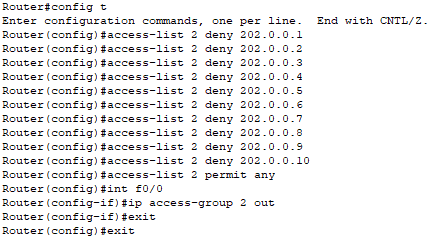 Router#config t
Enter configuration commands, one per line.  End with CNTL/Z.
Router(config)#access-list 2 deny 202.0.0.1
Router(config)#access-list 2 deny 202.0.0.2
Router(config)#access-list 2 deny 202.0.0.3
Router(config)#access-list 2 deny 202.0.0.4
Router(config)#access-list 2 deny 202.0.0.5
Router(config)#access-list 2 deny 202.0.0.6
Router(config)#access-list 2 deny 202.0.0.7
Router(config)#access-list 2 deny 202.0.0.8
Router(config)#access-list 2 deny 202.0.0.9
Router(config)#access-list 2 deny 202.0.0.10
Router(config)#access-list 2 permit any
Router(config)#int f0/0
Router(config-if)#ip access-group 2 out
Router(config-if)#exit
Router(config)#exit